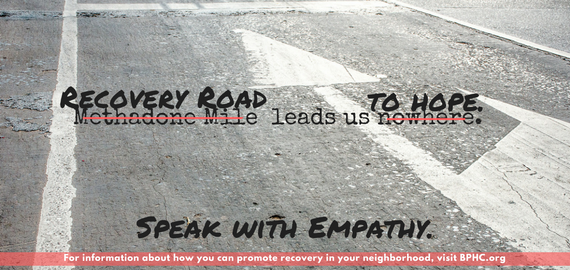 Recovery Road to hope.
Methadone Mile leads us nowhere.
Speak with Empathy.
For information about how you can promote recovery in your neighborhood, visit BPHC.org